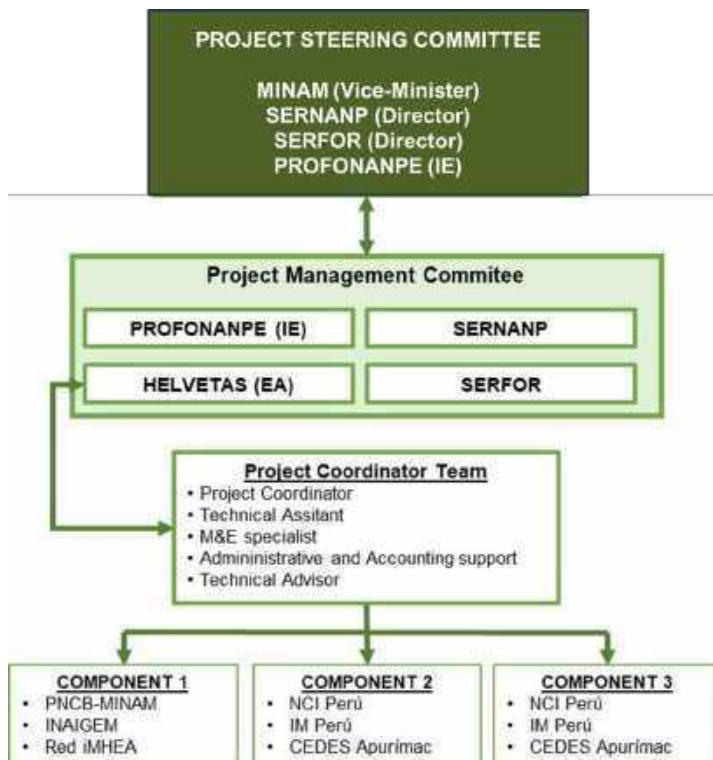 PROJECT STEERING COMMITTEE
MINAM (Vice-Minister)
SERNANP (Director)
SERFOR (Director)
PROFONANPE (IE)
Project Management Commitee
PROFONANPE (IE)
SERNANP
HELVETAS (EA)
SERFOR
Project Coordinator Team
• Project Coordinator
• Technical Assitant
• M&E specialist
• Admininistrative and Accounting support
• Technical Advisor
COMPONENT 1
• PNCB-MINAM
• INAIGEM
• Red iMHEA
COMPONENT 2
• NCI Perú
• IM Perú
• CEDES Apurímac
COMPONENT 3
• NCI Perú
• IM Perú
• CEDES Apurímac